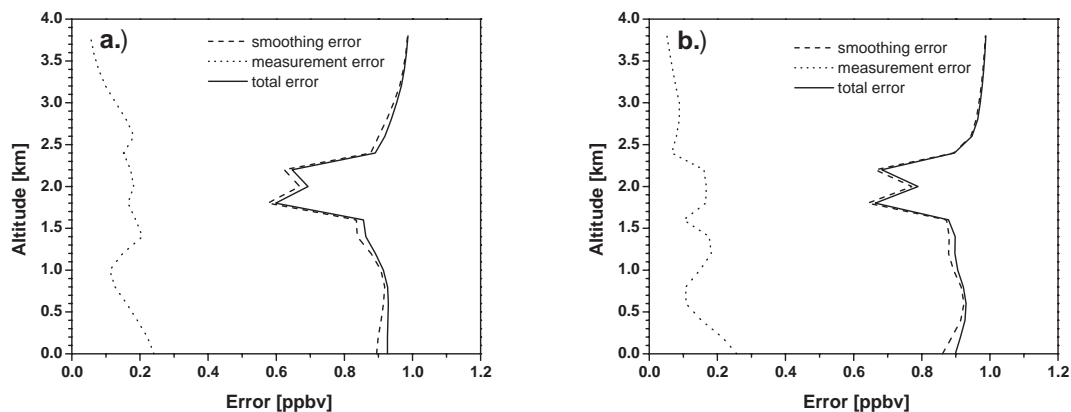 a.)
smoothing error
measurement error
total error
4.0
3.5
3.0
2.5
2.0
1.5
1.0
0.5
0.0
Altitude [km]
0.0 0.2 0.4 0.6 0.8 1.0 1.2
Error [ppbv]
b.)
smoothing error
measurement error
total error
4.0
3.5
3.0
2.5
2.0
1.5
1.0
0.5
0.0
Altitude [km]
0.0 0.2 0.4 0.6 0.8 1.0 1.2
Error [ppbv]